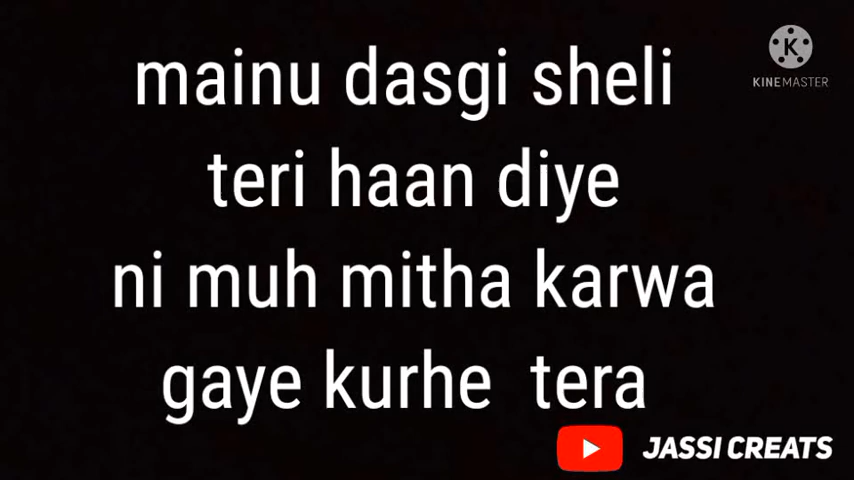 mainu dasgi sheli
teri haan diye
ni muh mitha karwa
gaye kurhe tera
K
KINEMASTER
JASSI CREATS